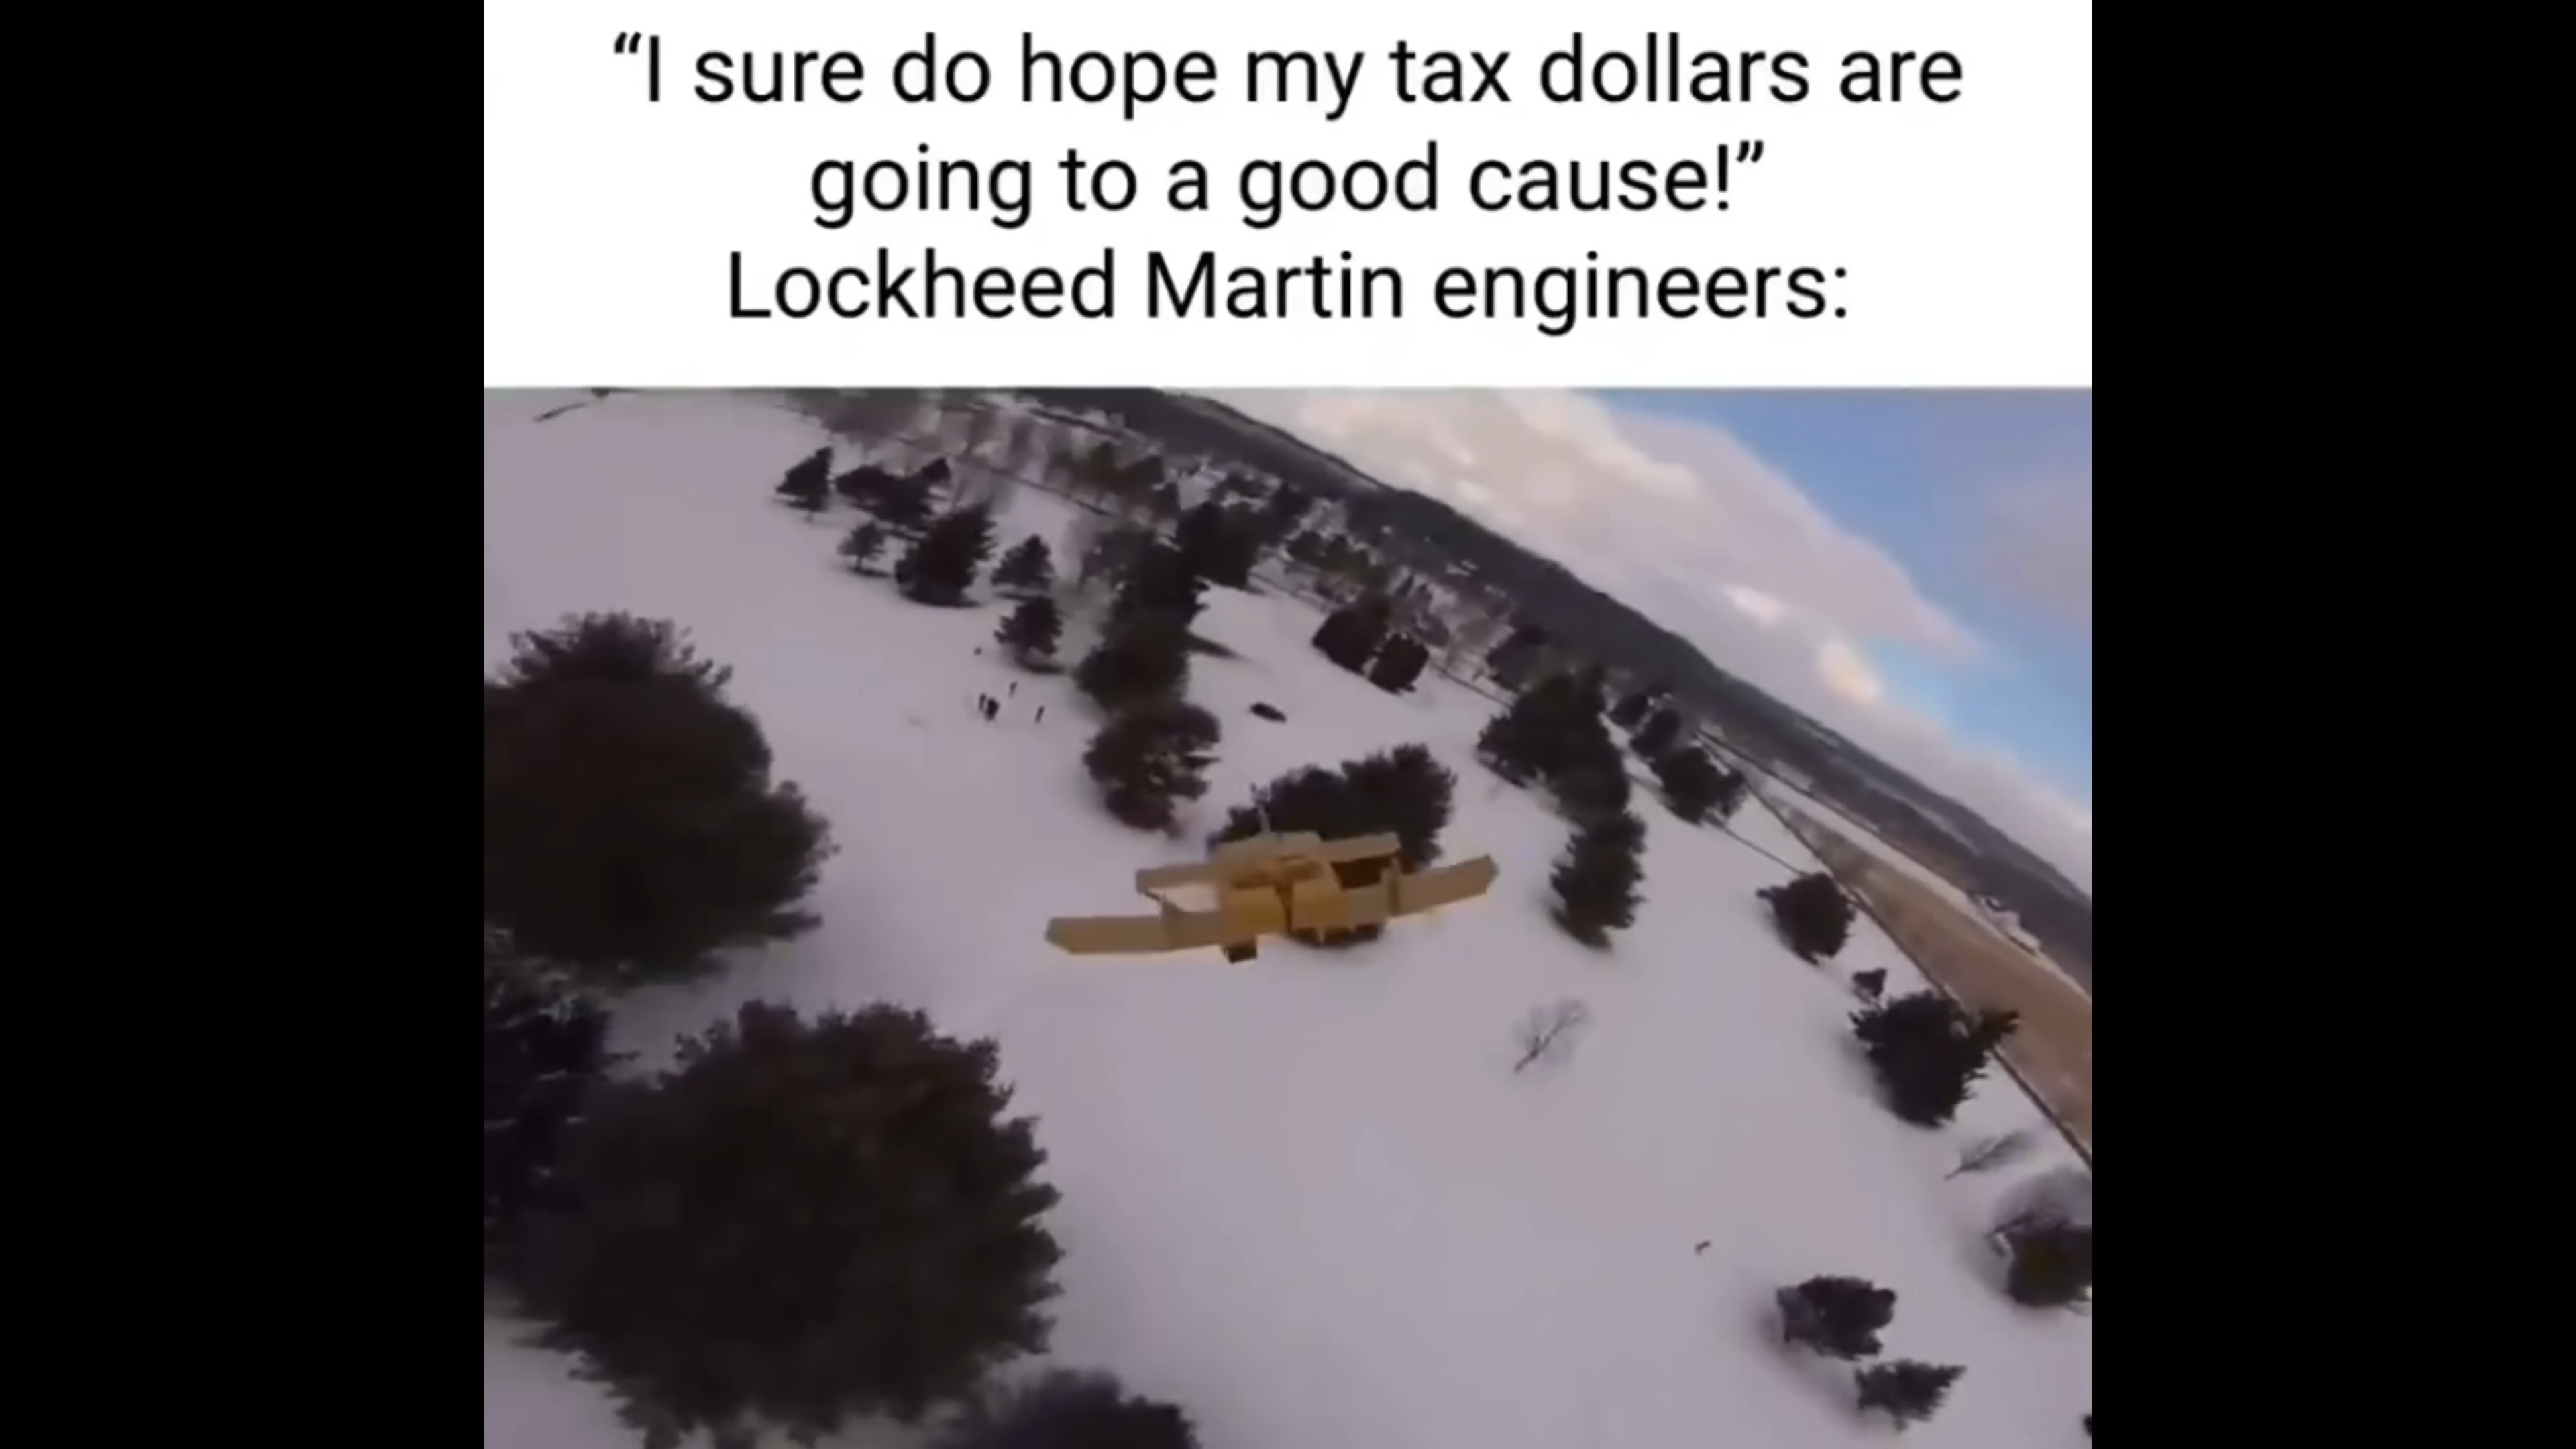 “I sure do hope my tax dollars are
going to a good cause!”
Lockheed Martin engineers: